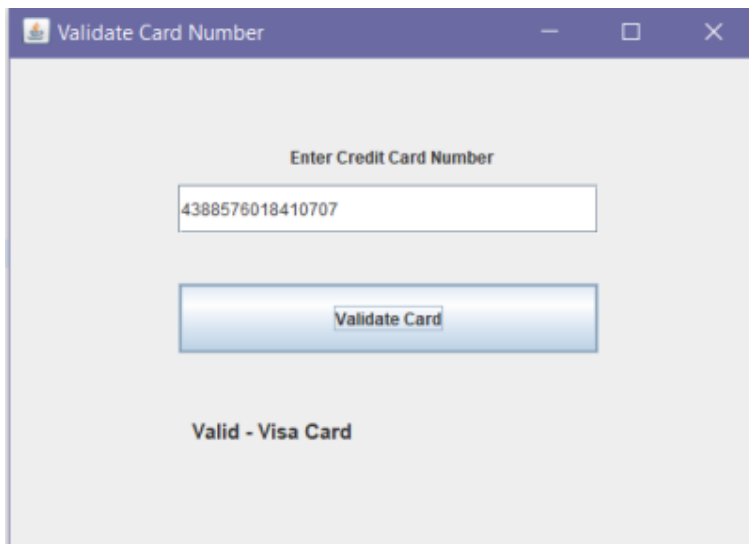 Validate Card Number
Enter Credit Card Number
4388576018410707
Validate Card
Valid - Visa Card